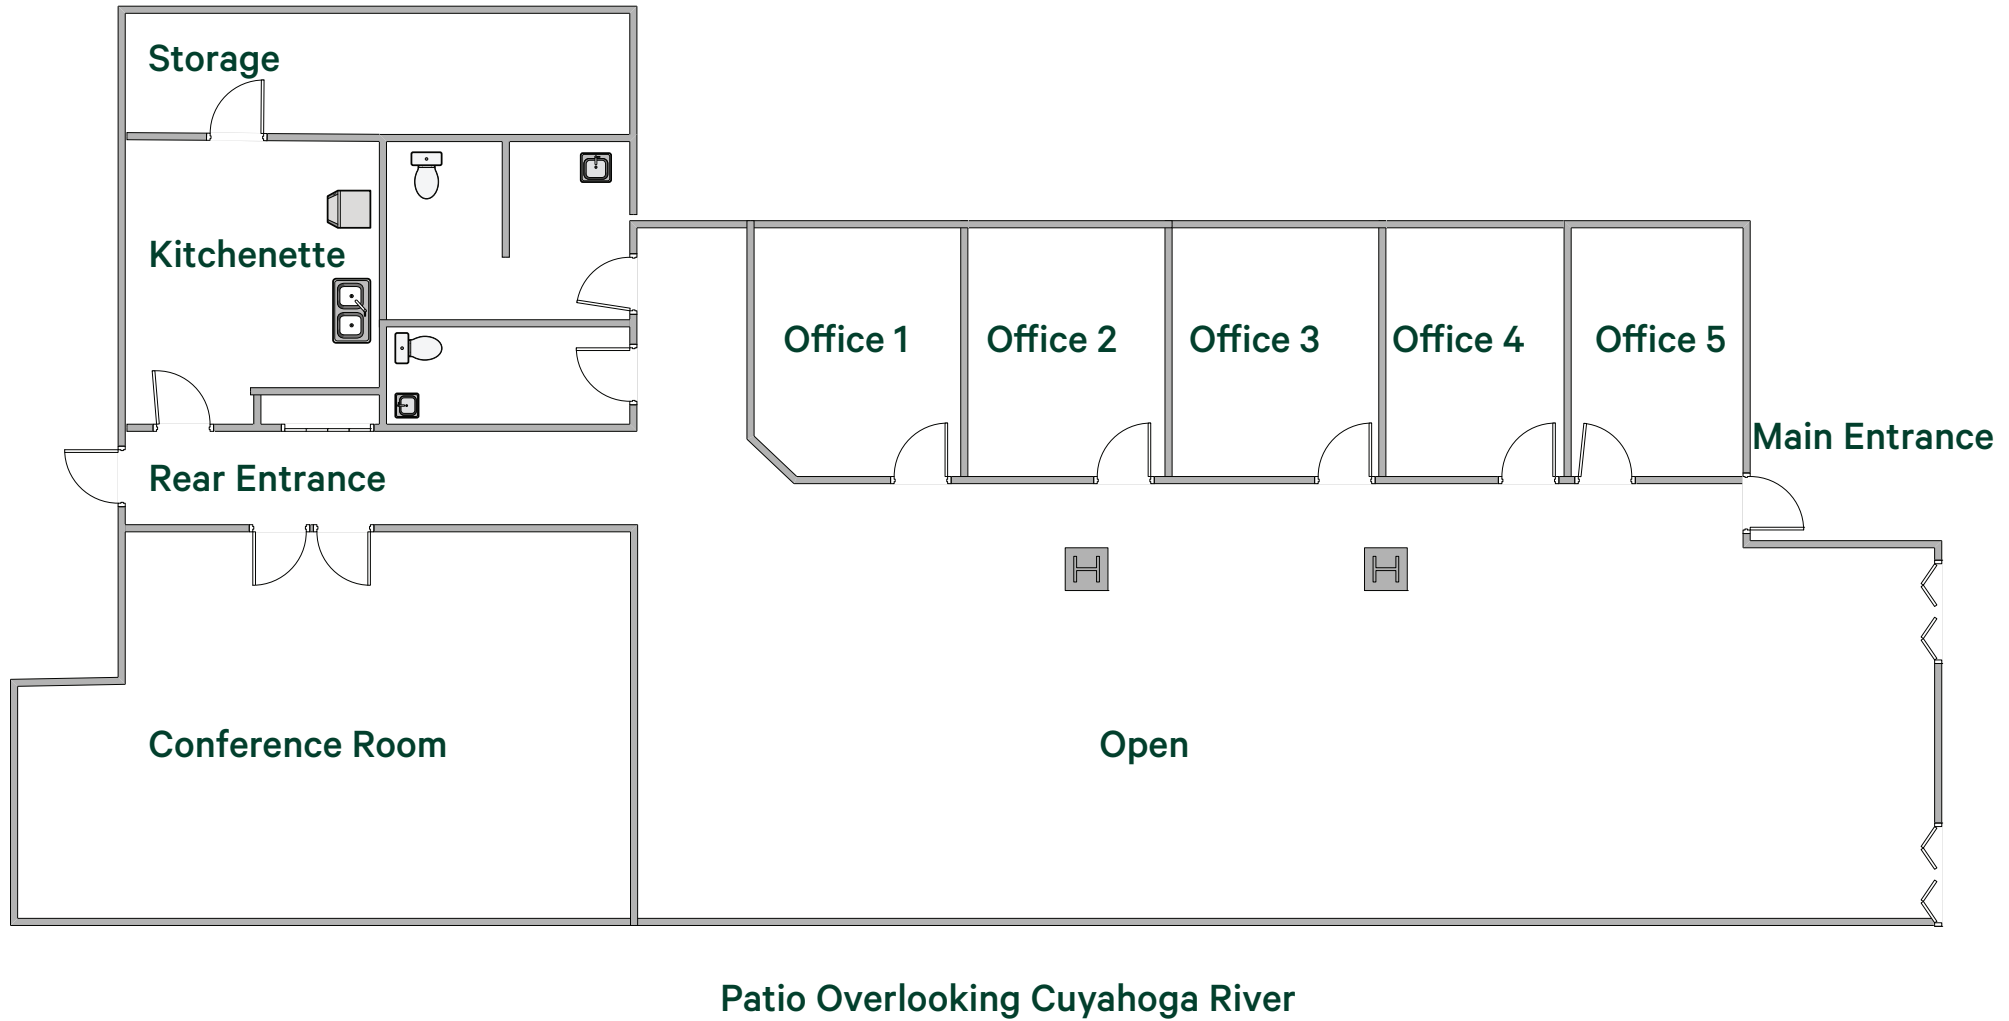 Storage
Kitchenette
Office 1
Office 2
Office 3
Office 4
Office 5
Main Entrance
Rear Entrance
Conference Room
Open
Patio Overlooking Cuyahoga River